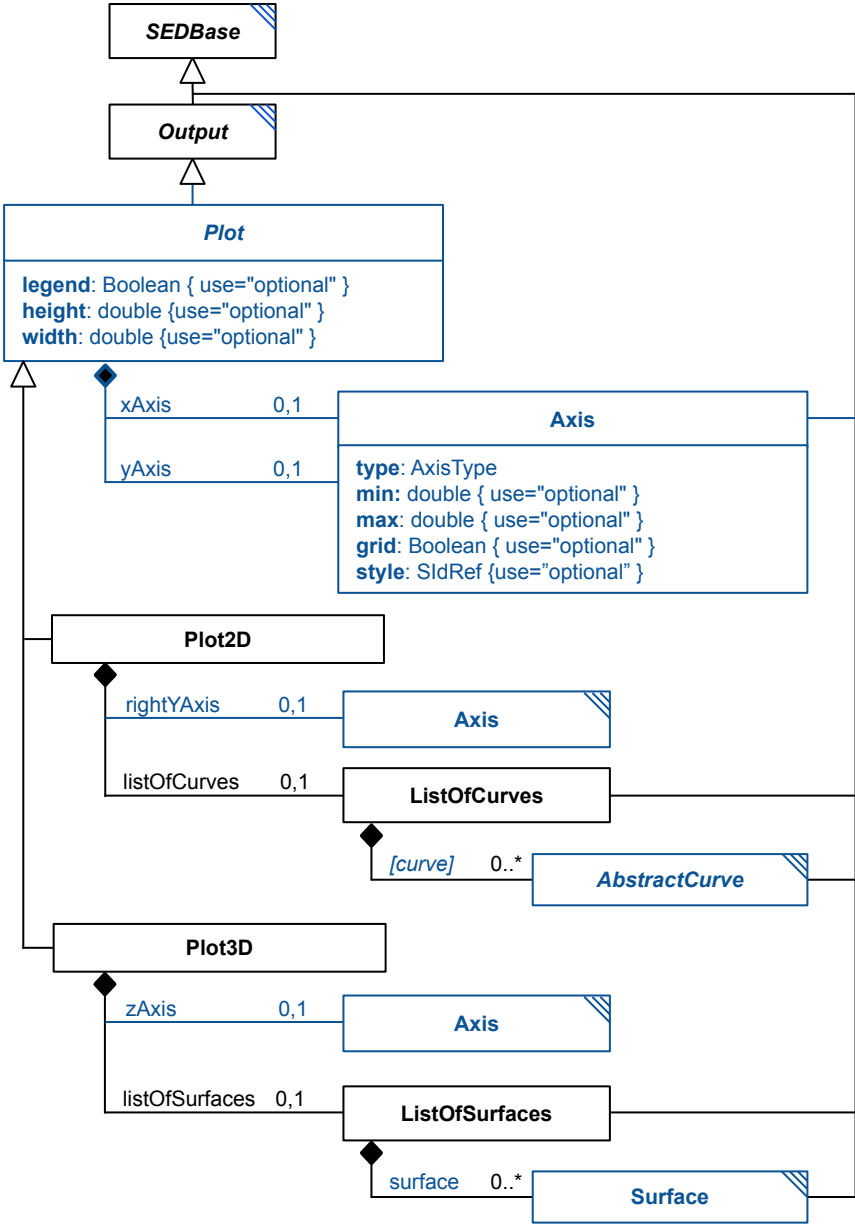 SEDBase
Output
Plot
legend: Boolean { use="optional" }
height: double {use="optional" }
width: double {use="optional" }
xAxis 0,1
Axis
yAxis 0,1
type: AxisType
min: double { use="optional" }
max: double { use="optional" }
grid: Boolean { use="optional" }
style: SIdRef {use=”optional” }
Plot2D
rightYAxis 0,1
Axis
listOfCurves 0,1
ListOfCurves
[curve] 0..*
AbstractCurve
Plot3D
zAxis 0,1
Axis
listOfSurfaces 0,1
ListOfSurfaces
surface 0..*
Surface